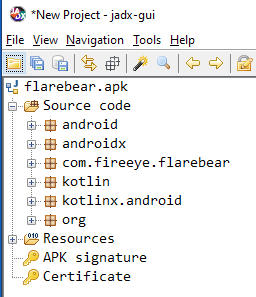 *New Project - jadx-gui
File View Navigation Tools Help
flarebear.apk
Source code
android
androidx
com.fireeye.flarebear
kotlin
kotlinx.android
org
Resources
APK signature
Certificate